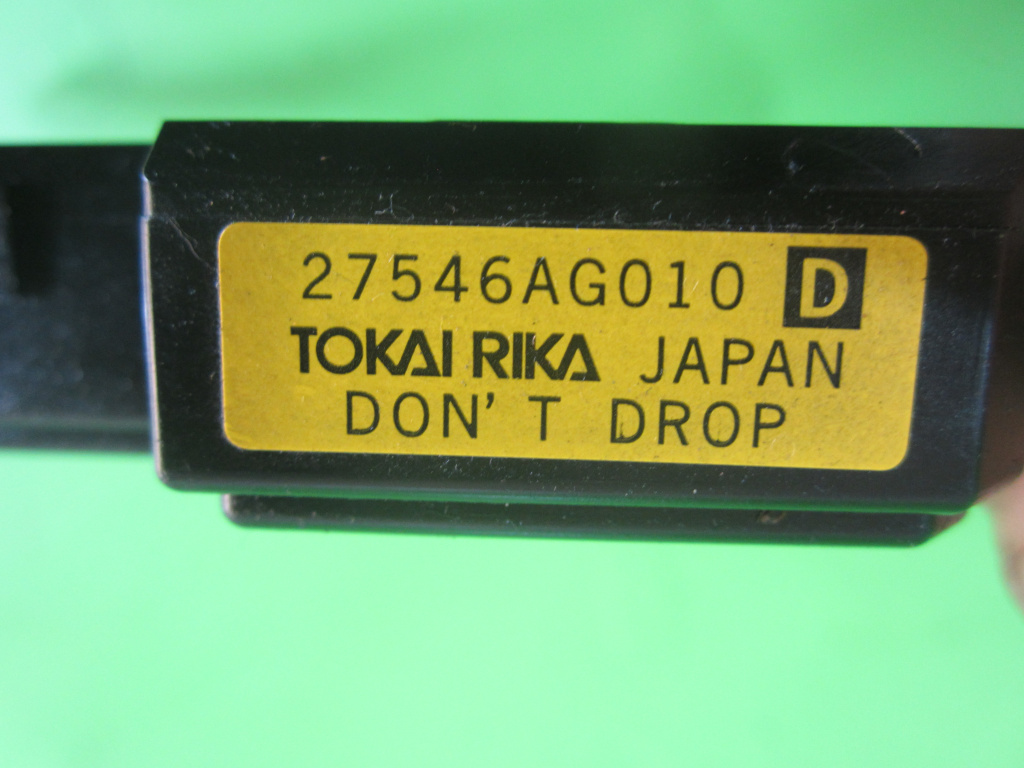 27546AG010 D
TOKAI RIKA JAPAN
DON'T DROP